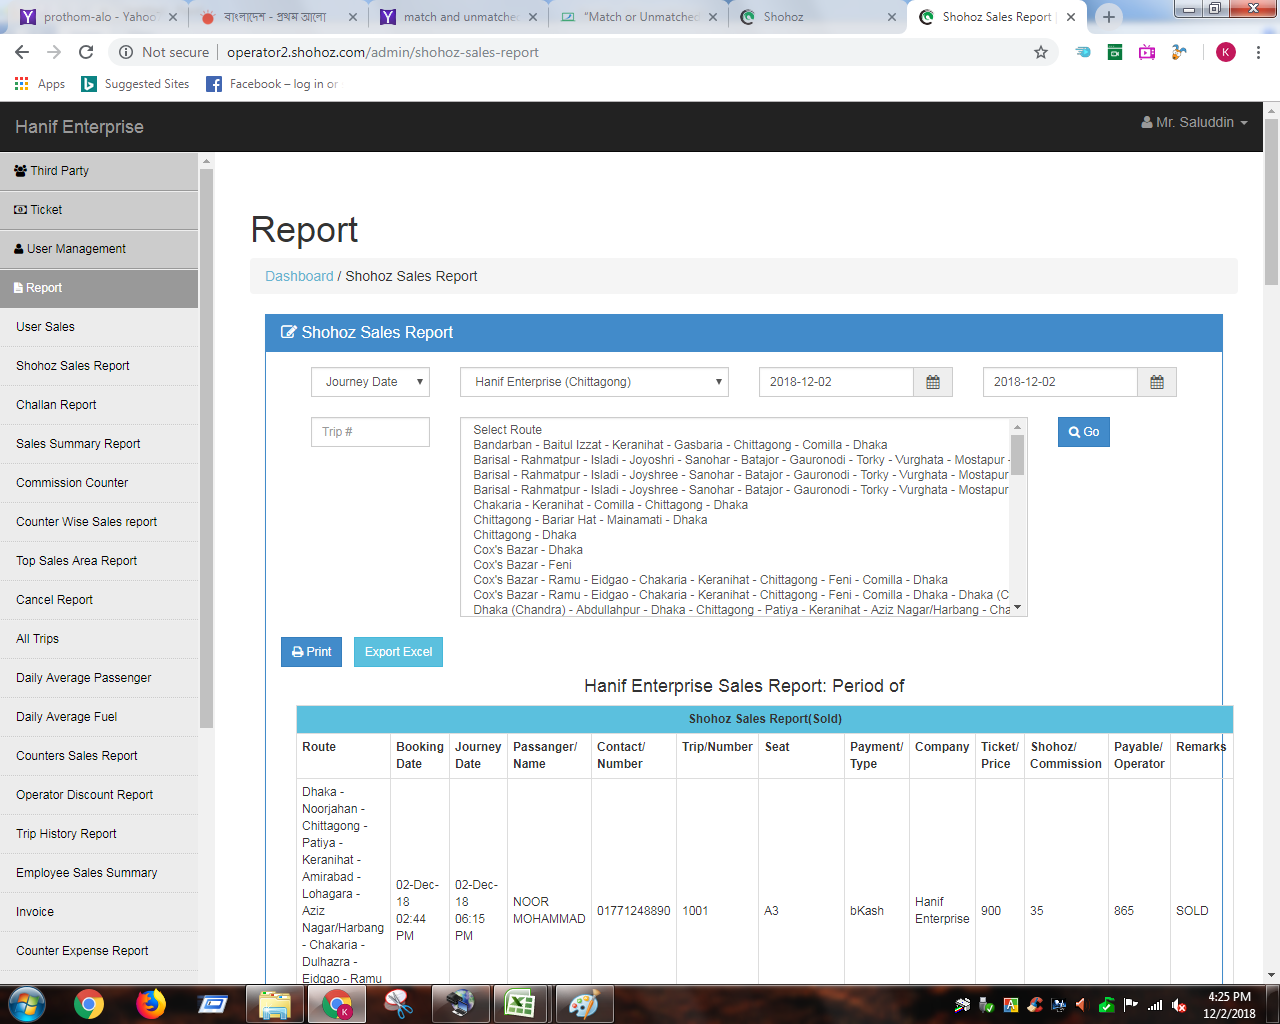 prothom-alo - Yahoo
বাংলাদেশ - প্রথম আলো
match and unmatche
"Match or Unmatched
Shohoz
Shohoz Sales Report
Not secure
operator2.shohoz.com/admin/shohoz-sales-report
K
Apps
Suggested Sites
Facebook – log in or
Hanif Enterprise
Mr. Saluddin
Third Party
Ticket
User Management
Report
User Sales
Shohoz Sales Report
Challan Report
Sales Summary Report
Commission Counter
Counter Wise Sales report
Top Sales Area Report
Cancel Report
All Trips
Daily Average Passenger
Daily Average Fuel
Counters Sales Report
Operator Discount Report
Trip History Report
Employee Sales Summary
Invoice
Counter Expense Report
Report
Dashboard / Shohoz Sales Report
Shohoz Sales Report
Journey Date
Hanif Enterprise (Chittagong)
2018-12-02
2018-12-02
Trip #
Select Route
Bandarban - Baitul Izzat - Keranihat - Gasbaria - Chittagong - Comilla - Dhaka
Barisal - Rahmatpur - Isladi - Joyoshri - Sanohar - Batajor - Gauronodi - Torky - Vurghata - Mostapur -
Barisal - Rahmatpur - Isladi - Joyshree - Sanohar - Batajor - Gauronodi - Torky - Vurghata - Mostapur
Barisal - Rahmatpur - Isladi - Joyshree - Sanohar - Batajor - Gauronodi - Torky - Vurghata - Mostapur
Chakaria - Keranihat - Comilla - Chittagong - Dhaka
Chittagong - Bariar Hat - Mainamati - Dhaka
Chittagong - Dhaka
Cox's Bazar - Dhaka
Cox's Bazar - Feni
Cox's Bazar - Ramu - Eidgao - Chakaria - Keranihat - Chittagong - Feni - Comilla - Dhaka
Cox's Bazar - Ramu - Eidgao - Chakaria - Keranihat - Chittagong - Feni - Comilla - Dhaka - Dhaka (C
Dhaka (Chandra) - Abdullahpur - Dhaka - Chittagong - Patiya - Keranihat - Aziz Nagar/Harbang - Cha
Go
Print
Export Excel
Hanif Enterprise Sales Report: Period of
Shohoz Sales Report(Sold)
Route
Booking Date
Journey Date
Passanger/ Name
Contact/ Number
Trip/Number
Seat
Payment/ Type
Company
Ticket/ Price
Shohoz/ Commission
Payable/ Operator
Remarks
Dhaka -
Noorjahan -
Chittagong -
Patiya -
Keranihat -
Amirabad -
Lohagara -
Aziz
Nagar/Harbang
- Chakaria -
Dulhazra -
Eidgao - Ramu
02-Dec-18 02:44 PM
02-Dec-18 06:15 PM
NOOR MOHAMMAD
01771248890
1001
A3
bKash
Hanif Enterprise
900
35
865
SOLD
4:25 PM
12/2/2018